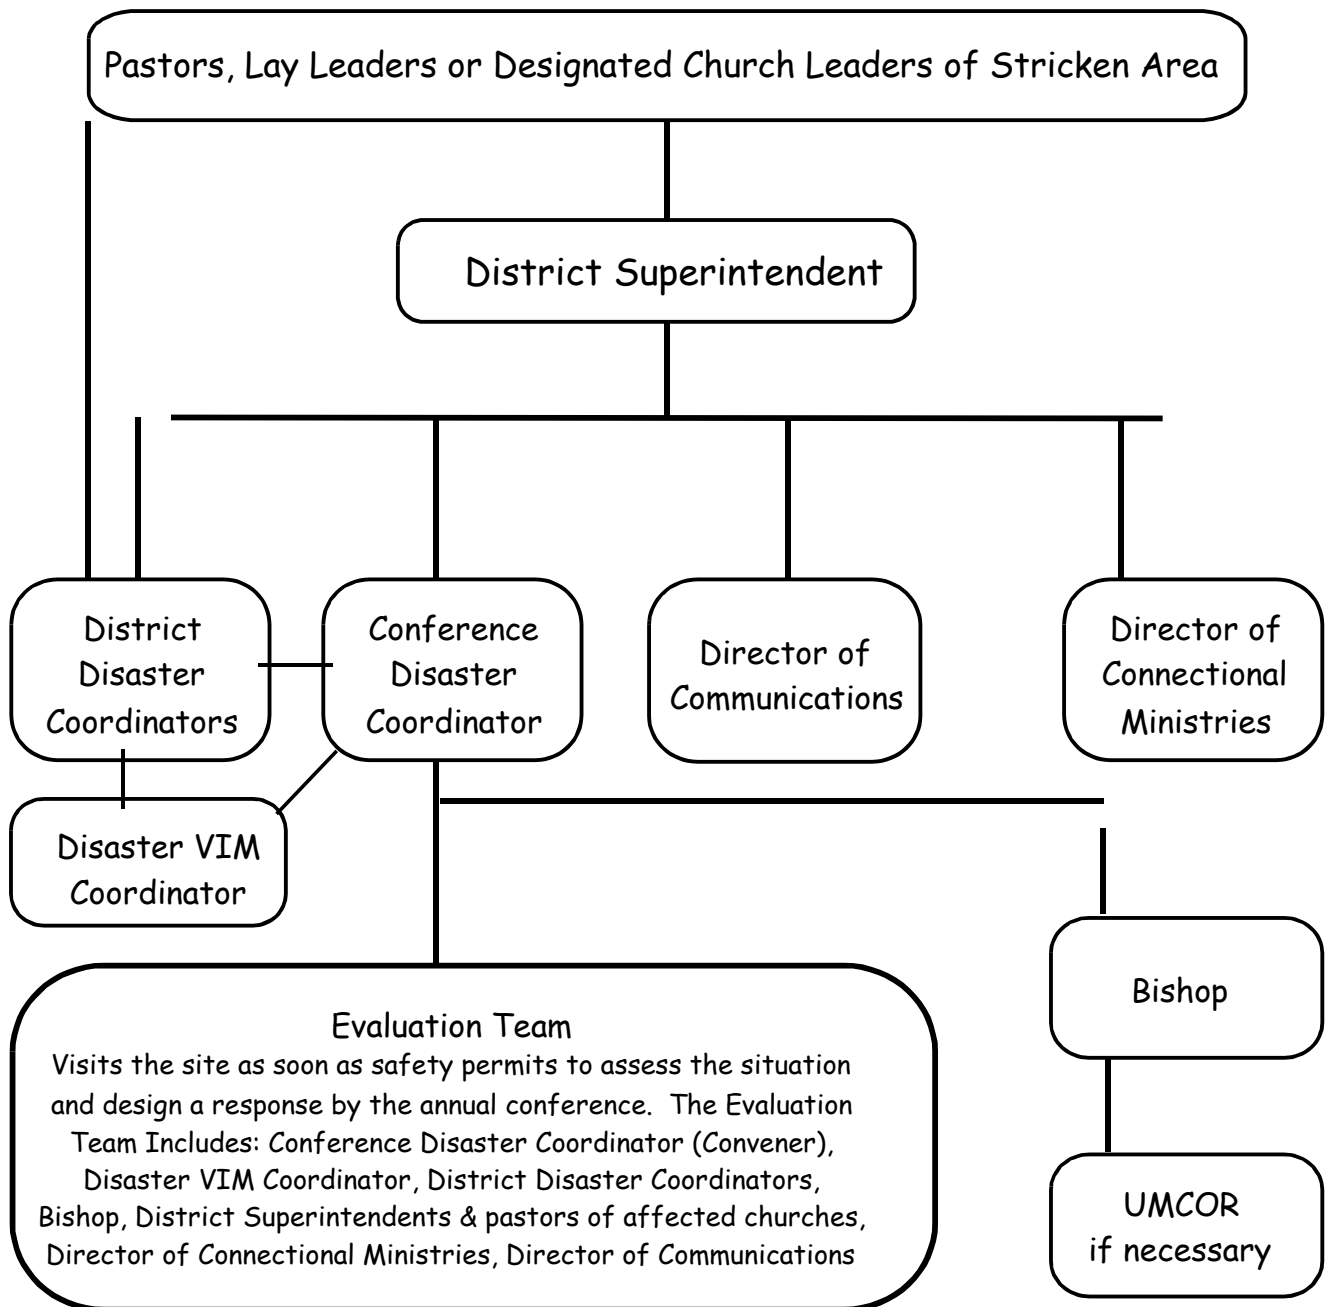 Pastors, Lay Leaders or Designated Church Leaders of Stricken Area
District Superintendent
District
Disaster
Coordinators
Conference
Disaster
Coordinator
Director of
Communications
Director of
Connectional
Ministries
Disaster VIM
Coordinator
Bishop
Evaluation Team
Visits the site as soon as safety permits to assess the situation
and design a response by the annual conference.  The Evaluation
Team Includes: Conference Disaster Coordinator (Convener),
Disaster VIM Coordinator, District Disaster Coordinators,
Bishop, District Superintendents & pastors of affected churches,
Director of Connectional Ministries, Director of Communications
UMCOR
if necessary